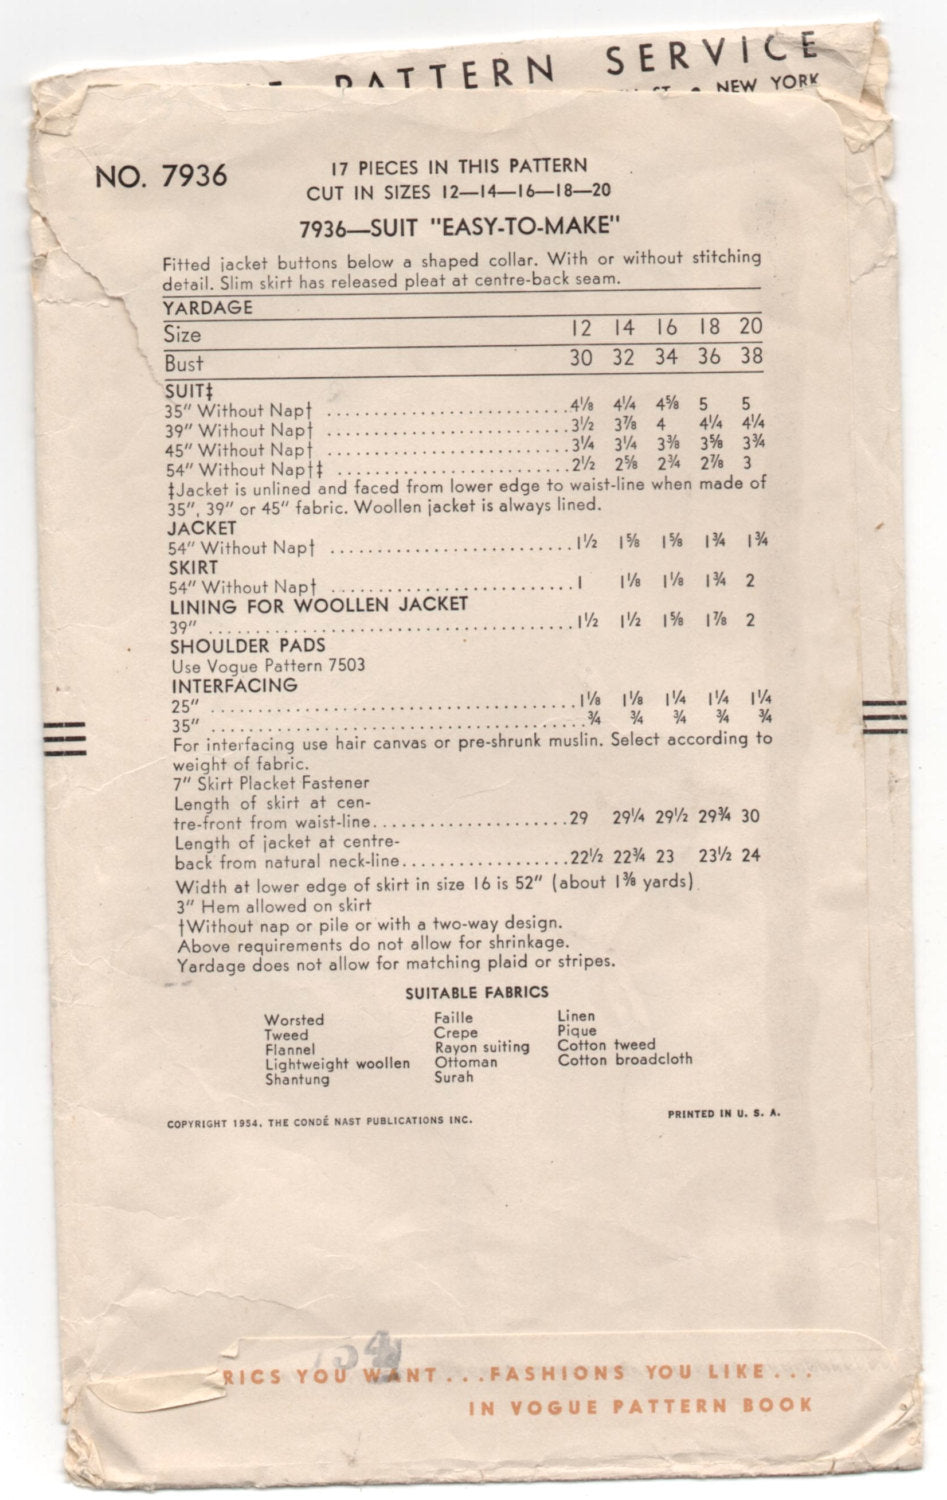 PATTERN SERVICE
ST. • NEW YORK
NO. 7936
17 PIECES IN THIS PATTERN
CUT IN SIZES 12—14—16—18—20
7936—SUIT "EASY-TO-MAKE"
Fitted jacket buttons below a shaped collar. With or without stitching
detail. Slim skirt has released pleat at centre-back seam.
YARDAGE
Size 12 14 16 18 20
Bust 30 32 34 36 38
SUIT‡
35" Without Nap† ........................ 4⅛ 4¼ 4⅝ 5 5
39" Without Nap† ........................ 3½ 3⅞ 4 4¼ 4¼
45" Without Nap† ........................ 3¼ 3¼ 3⅜ 3⅝ 3¾
54" Without Nap†‡ ....................... 2½ 2⅝ 2¾ 2⅞ 3
‡Jacket is unlined and faced from lower edge to waist-line when made of
35", 39" or 45" fabric. Woollen jacket is always lined.
JACKET
54" Without Nap† ........................ 1½ 1⅝ 1⅝ 1¾ 1¾
SKIRT
54" Without Nap† ........................ 1 1⅛ 1⅛ 1¾ 2
LINING FOR WOOLLEN JACKET
39" ..................................... 1½ 1½ 1⅝ 1⅞ 2
SHOULDER PADS
Use Vogue Pattern 7503
INTERFACING
25" ..................................... 1⅛ 1⅛ 1¼ 1¼ 1¼
35" ..................................... ¾ ¾ ¾ ¾ ¾
For interfacing use hair canvas or pre-shrunk muslin. Select according to
weight of fabric.
7" Skirt Placket Fastener
Length of skirt at cen-
tre-front from waist-line.................... 29 29¼ 29½ 29¾ 30
Length of jacket at centre-
back from natural neck-line................. 22½ 22¾ 23 23½ 24
Width at lower edge of skirt in size 16 is 52" (about 1⅜ yards).
3" Hem allowed on skirt
†Without nap or pile or with a two-way design.
Above requirements do not allow for shrinkage.
Yardage does not allow for matching plaid or stripes.
SUITABLE FABRICS
Worsted Faille Linen
Tweed Crepe Pique
Flannel Rayon suiting Cotton tweed
Lightweight woollen Ottoman Cotton broadcloth
Shantung Surah
COPYRIGHT 1954, THE CONDÉ NAST PUBLICATIONS INC. PRINTED IN U. S. A.
RICS YOU WANT...FASHIONS YOU LIKE...
IN VOGUE PATTERN BOOK